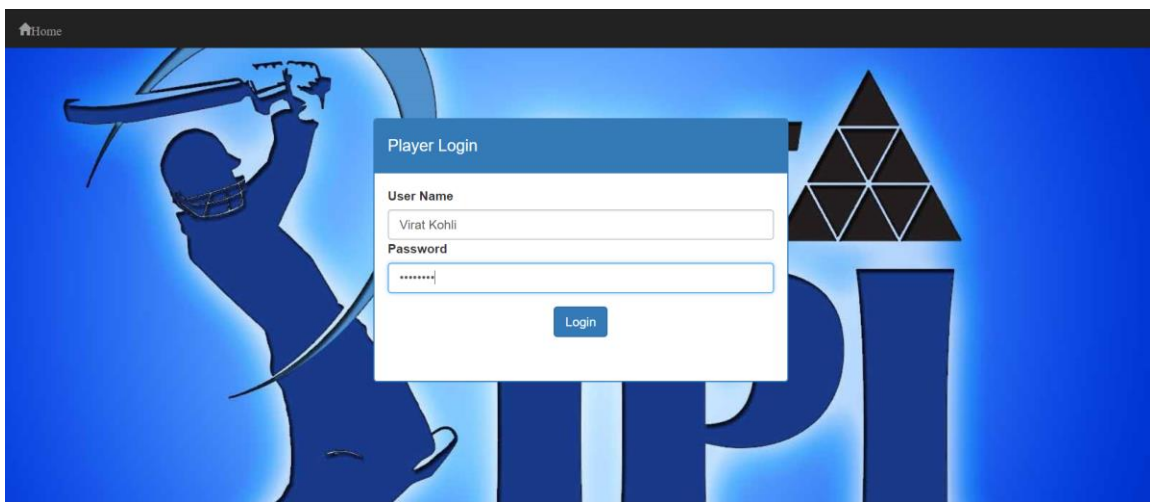 Home
Player Login
User Name
Virat Kohli
Password
••••••••
Login
IPL